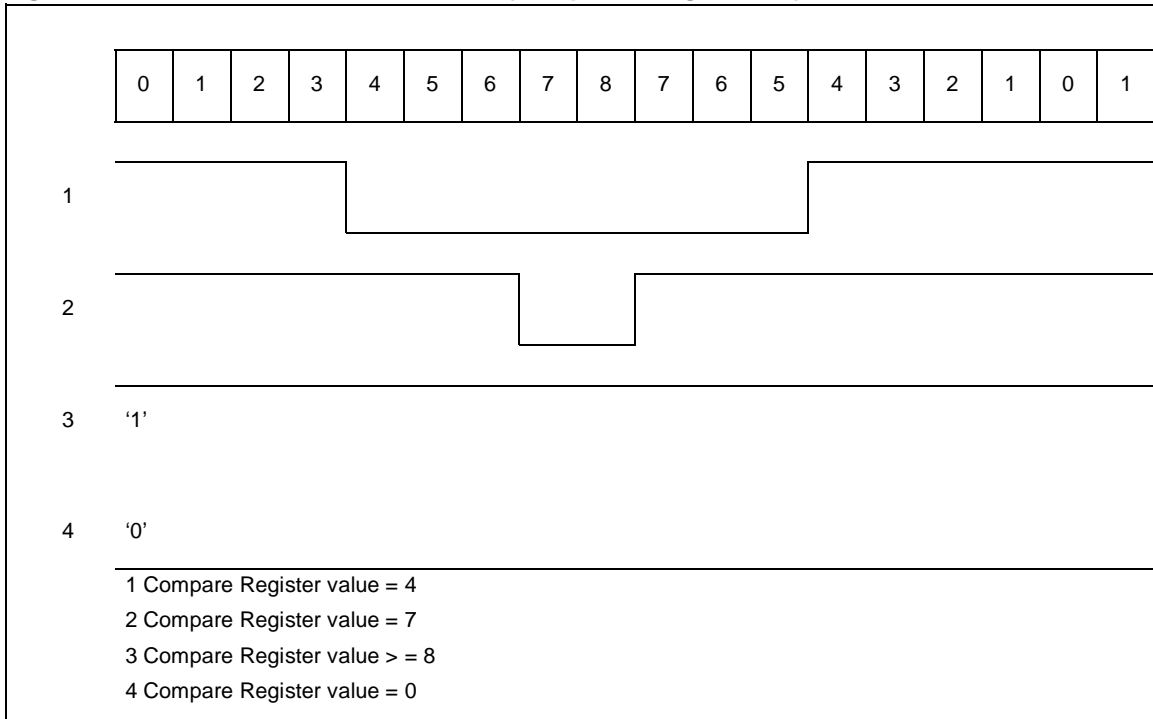 0 1 2 3 4 5 6 7 8 7 6 5 4 3 2 1 0 1
1
2
3 ‘1’
4 ‘0’
1 Compare Register value = 4
2 Compare Register value = 7
3 Compare Register value > = 8
4 Compare Register value = 0